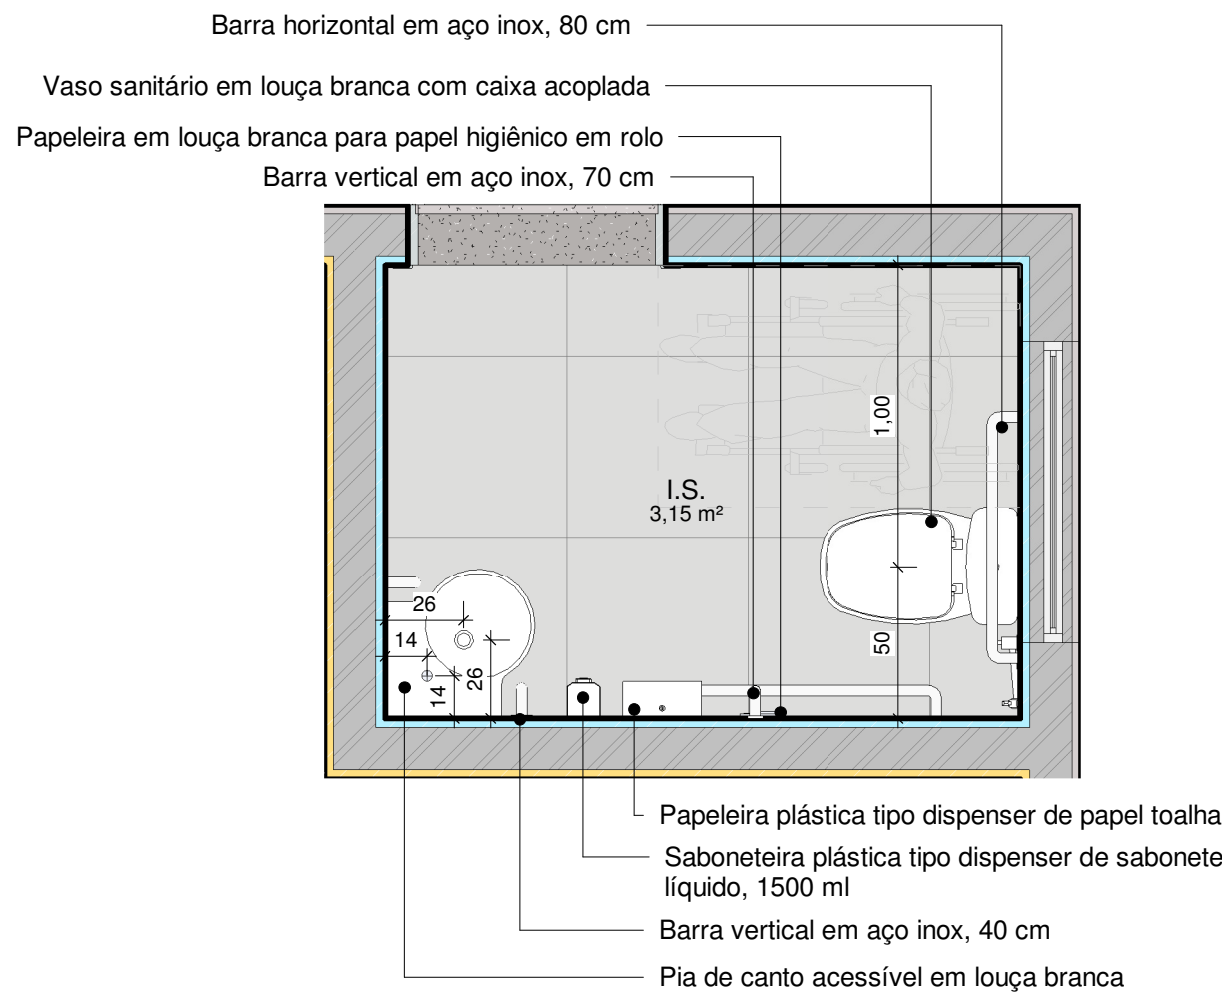 Barra horizontal em aço inox, 80 cm
Vaso sanitário em louça branca com caixa acoplada
Papeleira em louça branca para papel higiênico em rolo
Barra vertical em aço inox, 70 cm
1,00
I.S.
3,15 m²
26
14
14
26
50
Papeleira plástica tipo dispenser de papel toalha
Saboneteira plástica tipo dispenser de sabonete
líquido, 1500 ml
Barra vertical em aço inox, 40 cm
Pia de canto acessível em louça branca